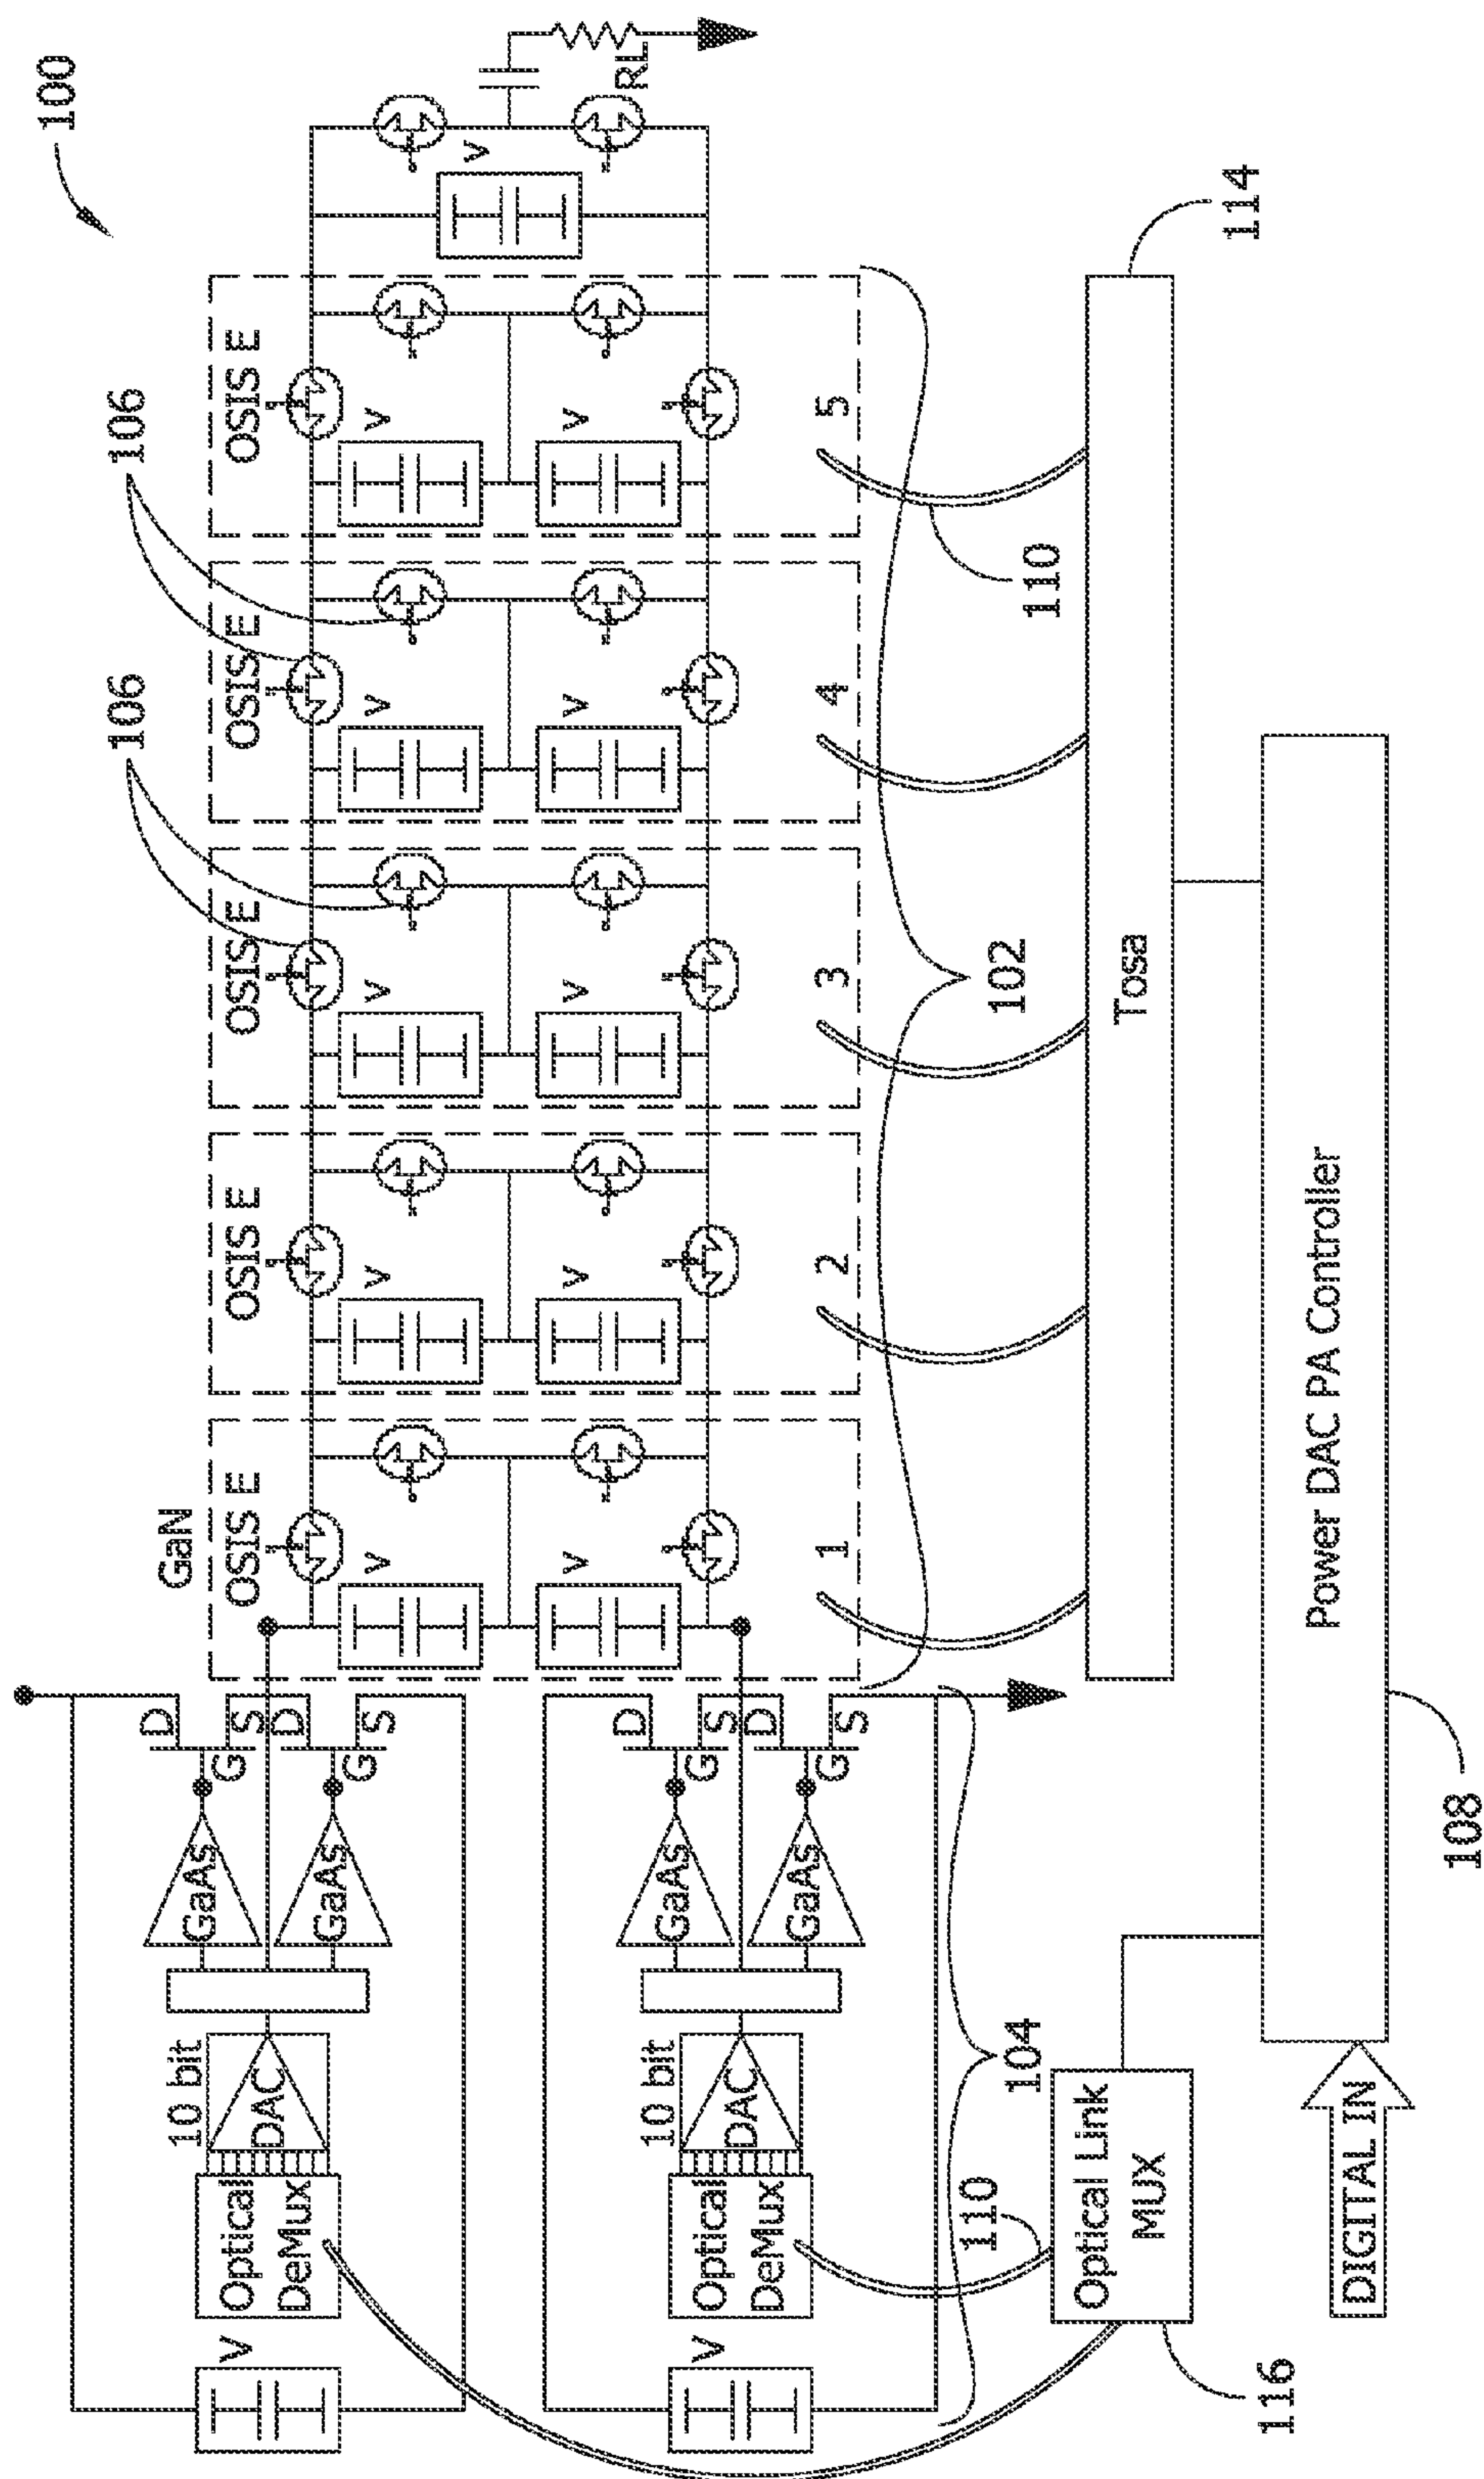 100
106
106
GaN
OSIS E
OSIS E
OSIS E
OSIS E
OSIS E
V
V
V
V
V
V
V
V
V
V
V
RL
1
2
3
4
5
D
G
S
D
G
S
GaAs
GaAs
10 bit
DAC
Optical
DeMux
V
D
G
S
D
G
S
GaAs
GaAs
10 bit
DAC
Optical
DeMux
V
104
102
110
110
Tosa
114
Optical Link
MUX
116
Power DAC PA Controller
108
DIGITAL IN